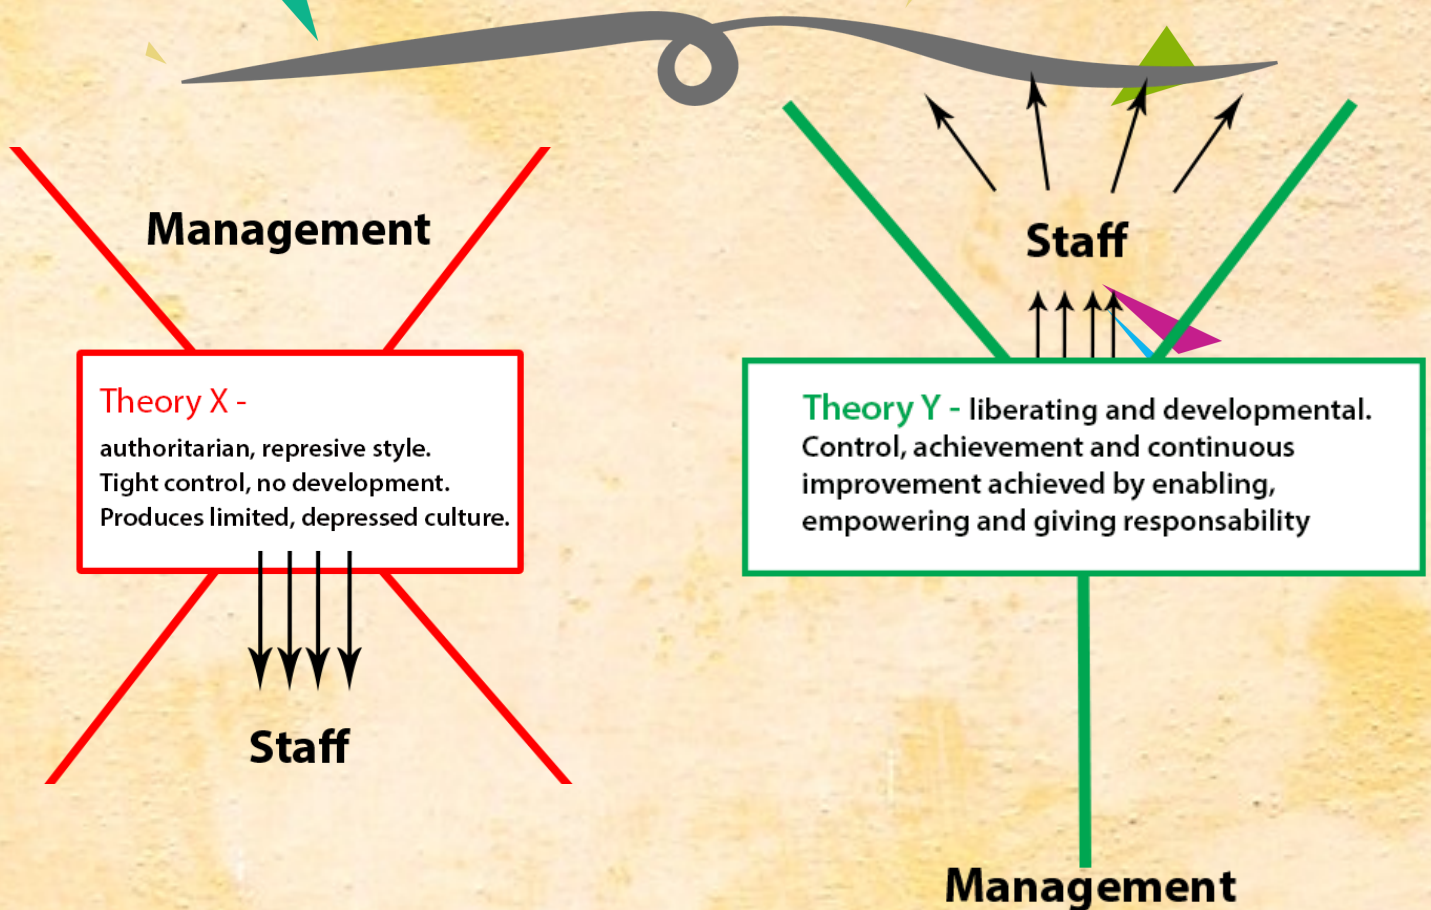 Management
Theory X -
authoritarian, represive style.
Tight control, no development.
Produces limited, depressed culture.
Staff
Staff
Theory Y - liberating and developmental.
Control, achievement and continuous
improvement achieved by enabling,
empowering and giving responsability
Management